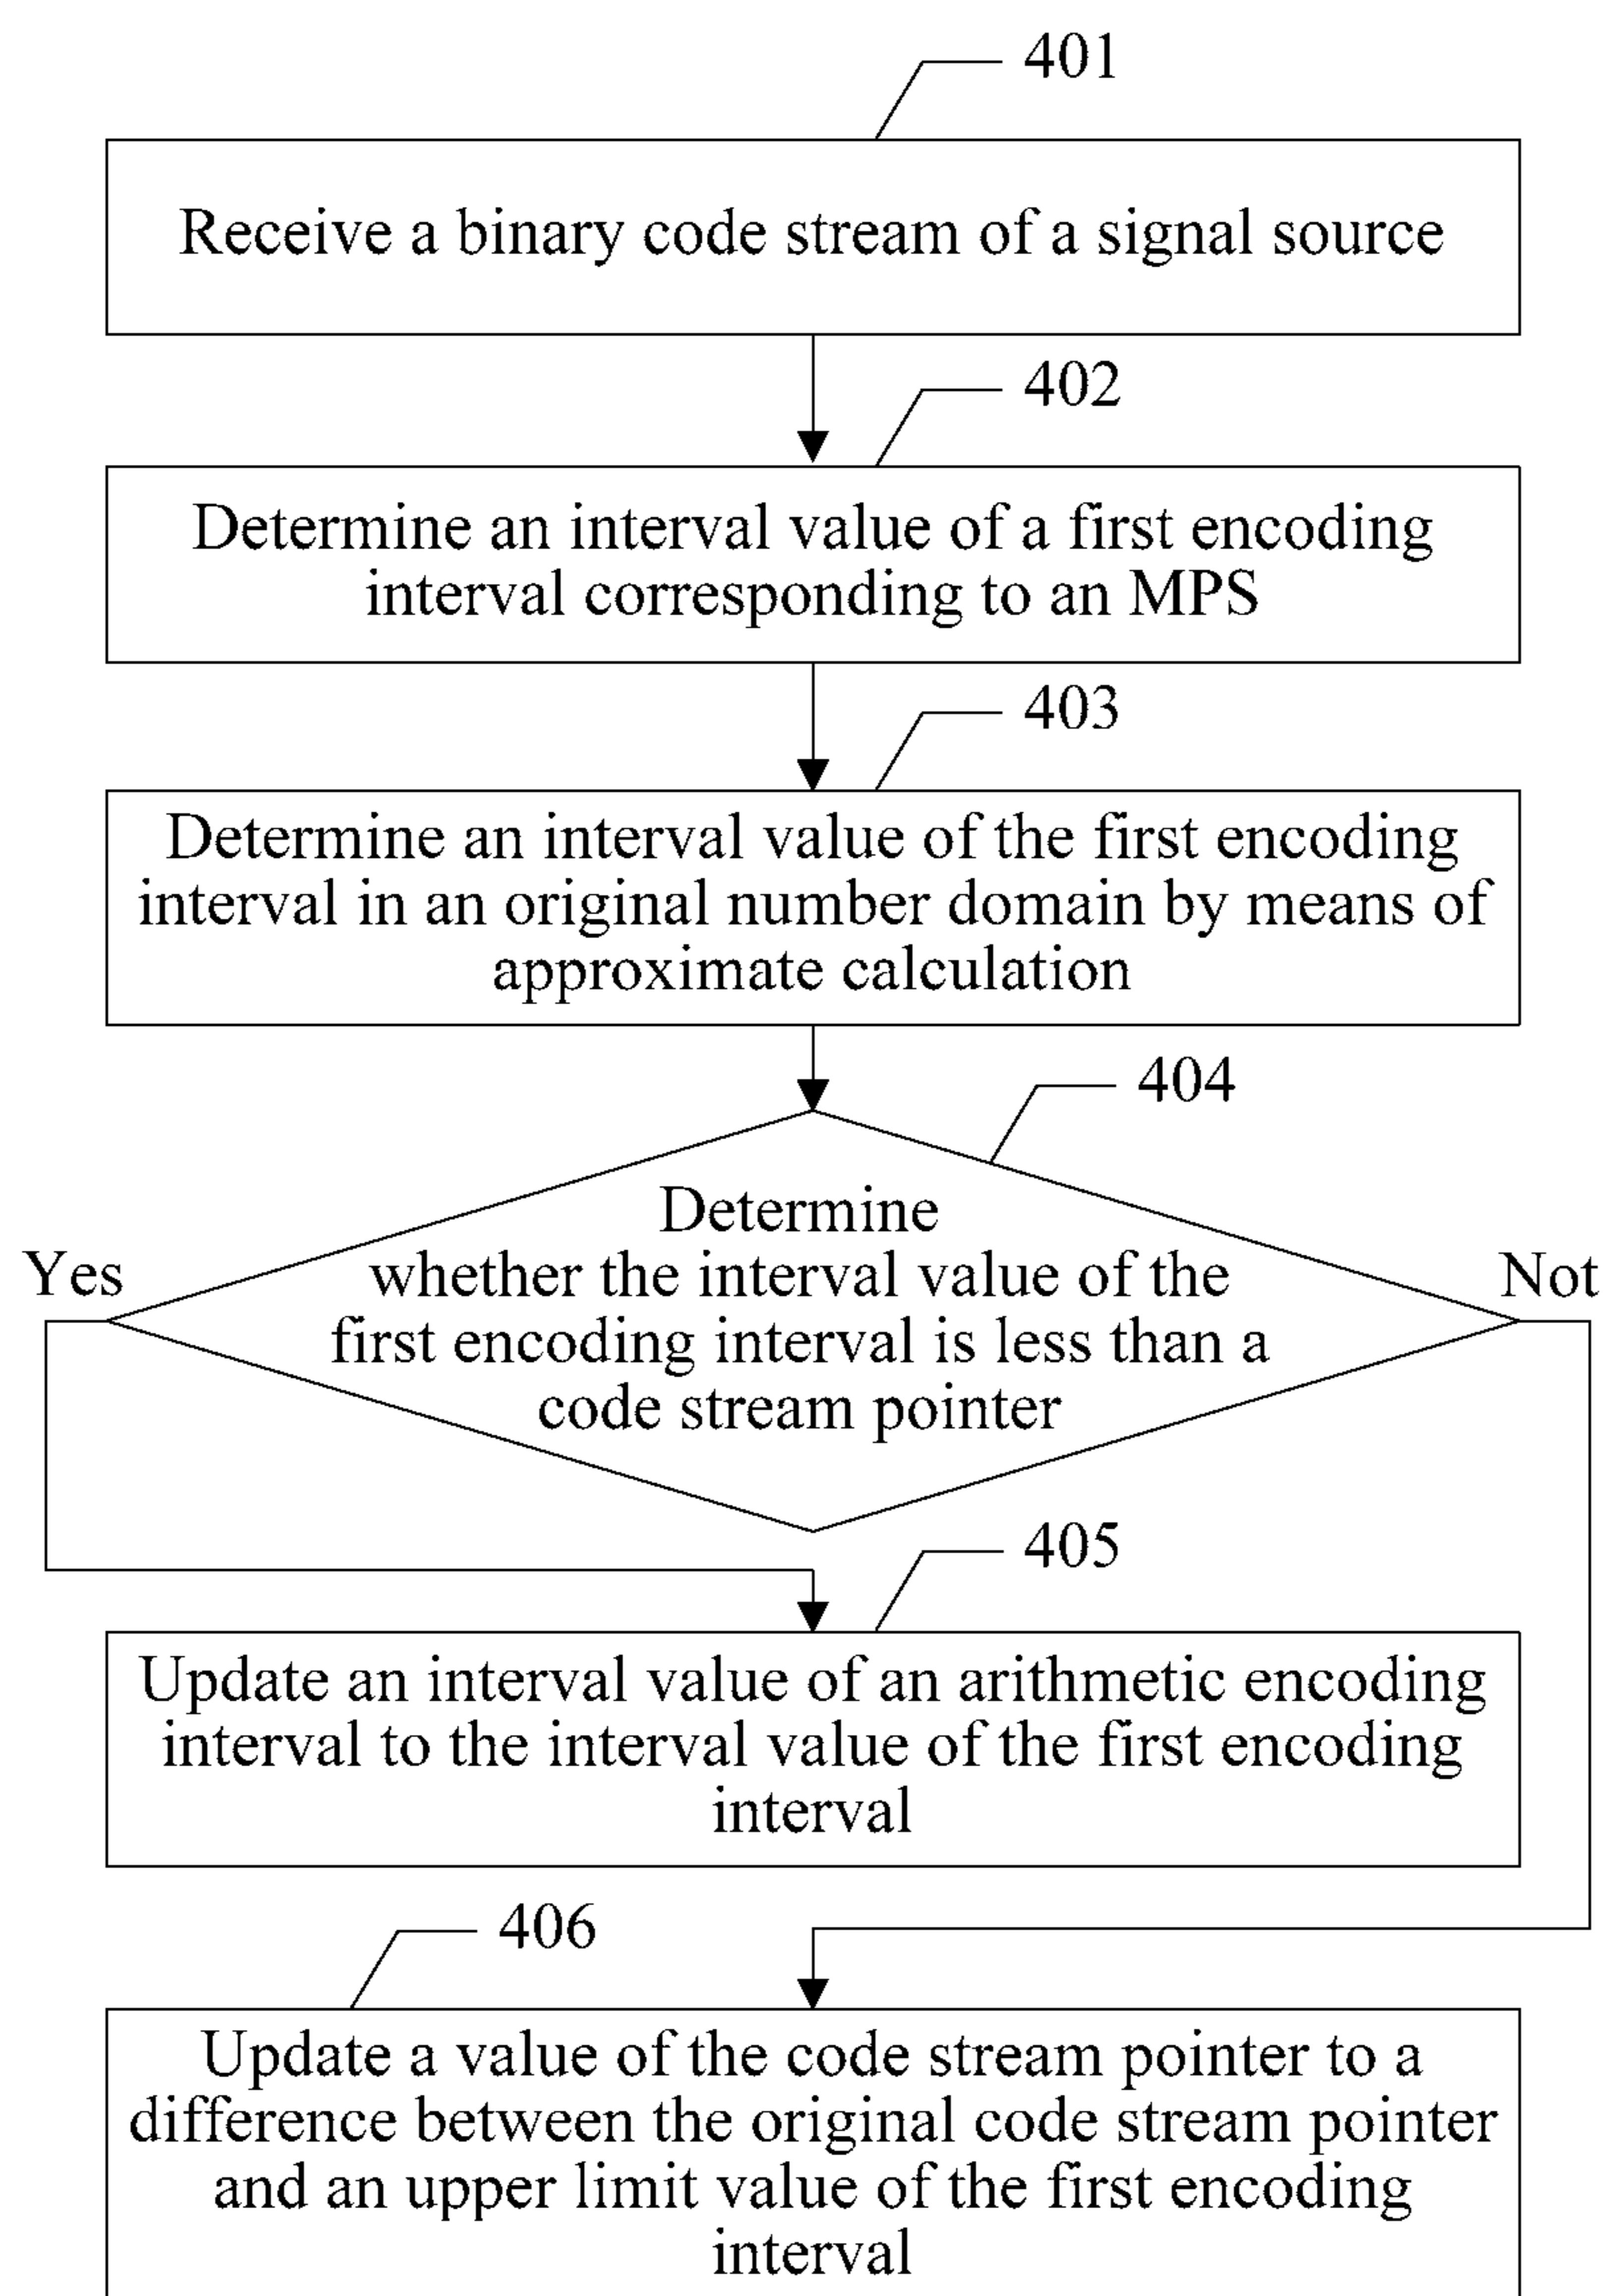 401
Receive a binary code stream of a signal source
402
Determine an interval value of a first encoding
interval corresponding to an MPS
403
Determine an interval value of the first encoding
interval in an original number domain by means of
approximate calculation
404
Determine
whether the interval value of the
first encoding interval is less than a
code stream pointer
Yes
Not
405
Update an interval value of an arithmetic encoding
interval to the interval value of the first encoding
interval
406
Update a value of the code stream pointer to a
difference between the original code stream pointer
and an upper limit value of the first encoding
interval